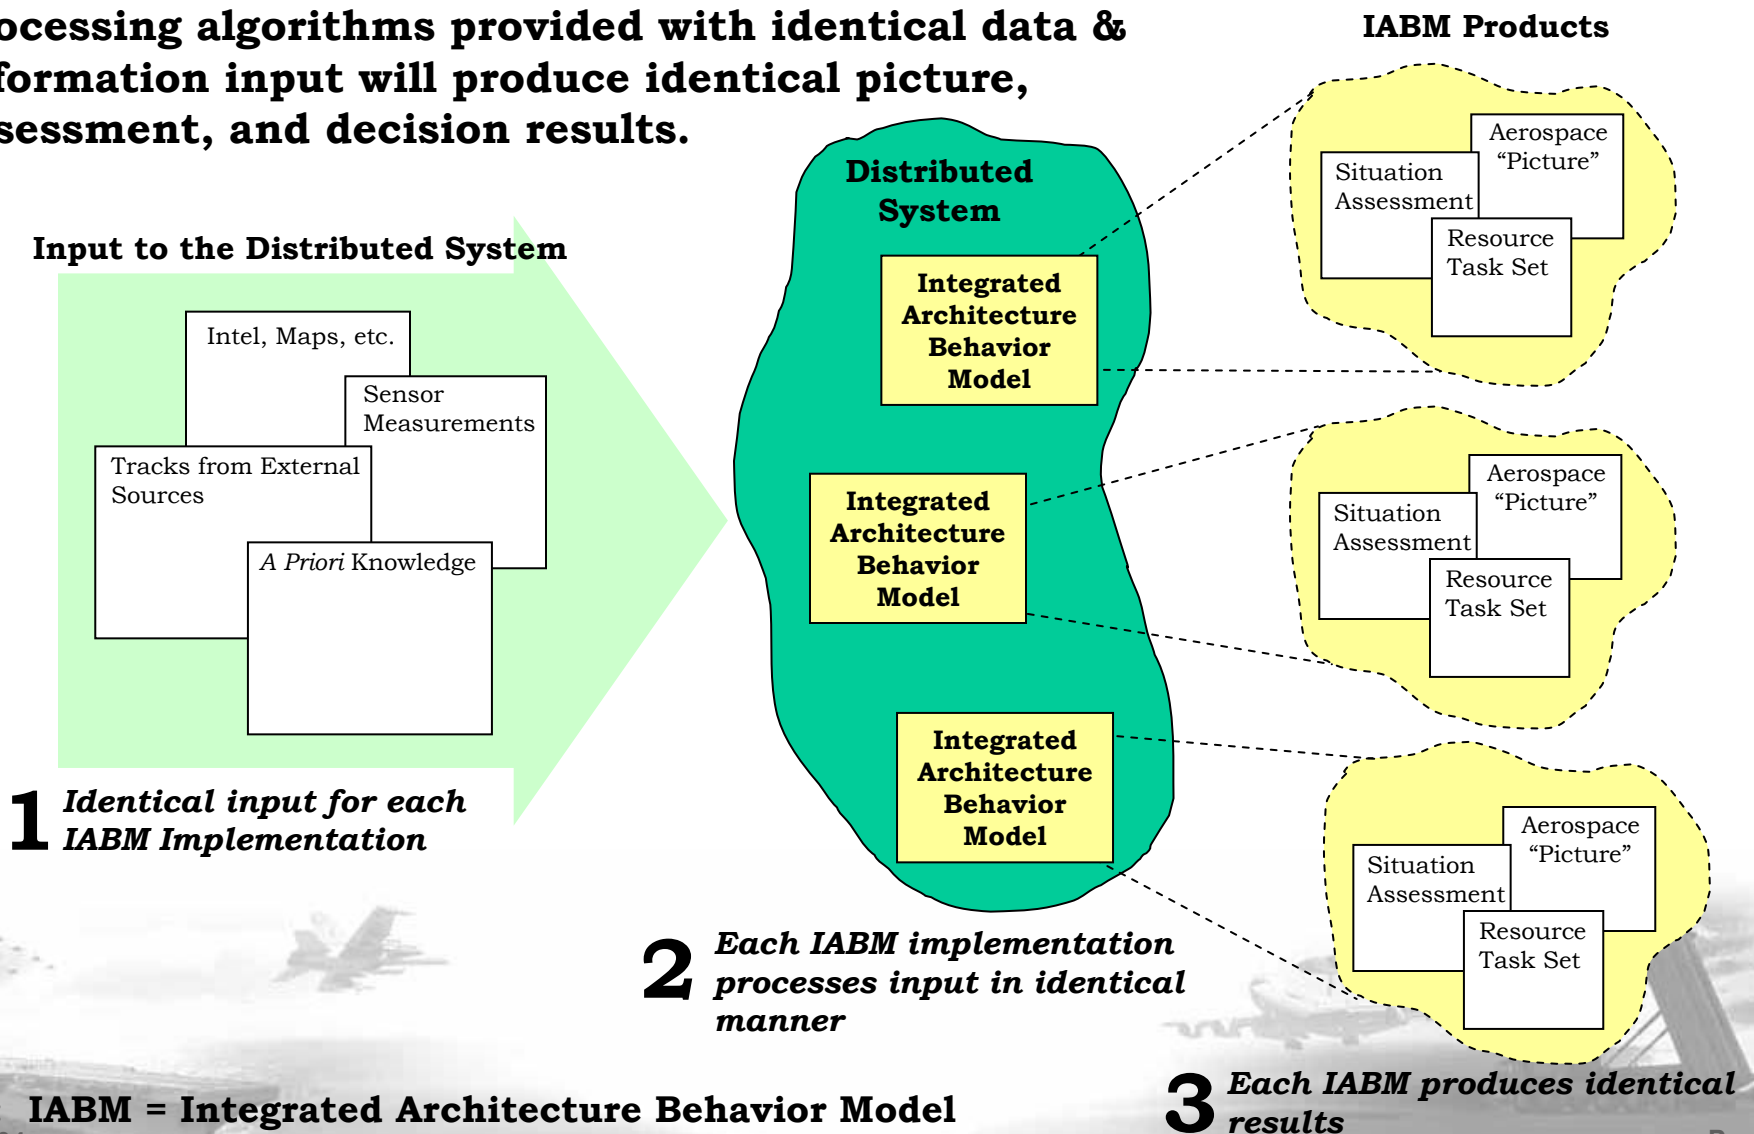 ocessing algorithms provided with identical data &
formation input will produce identical picture,
sessment, and decision results.
IABM Products
Input to the Distributed System
Intel, Maps, etc.
Sensor
Measurements
Tracks from External
Sources
A Priori Knowledge
1 Identical input for each
IABM Implementation
Distributed
System
Integrated
Architecture
Behavior
Model
Integrated
Architecture
Behavior
Model
Integrated
Architecture
Behavior
Model
2 Each IABM implementation
processes input in identical
manner
Aerospace
“Picture”
Situation
Assessment
Resource
Task Set
Aerospace
“Picture”
Situation
Assessment
Resource
Task Set
Aerospace
“Picture”
Situation
Assessment
Resource
Task Set
3 Each IABM produces identical
results
IABM = Integrated Architecture Behavior Model